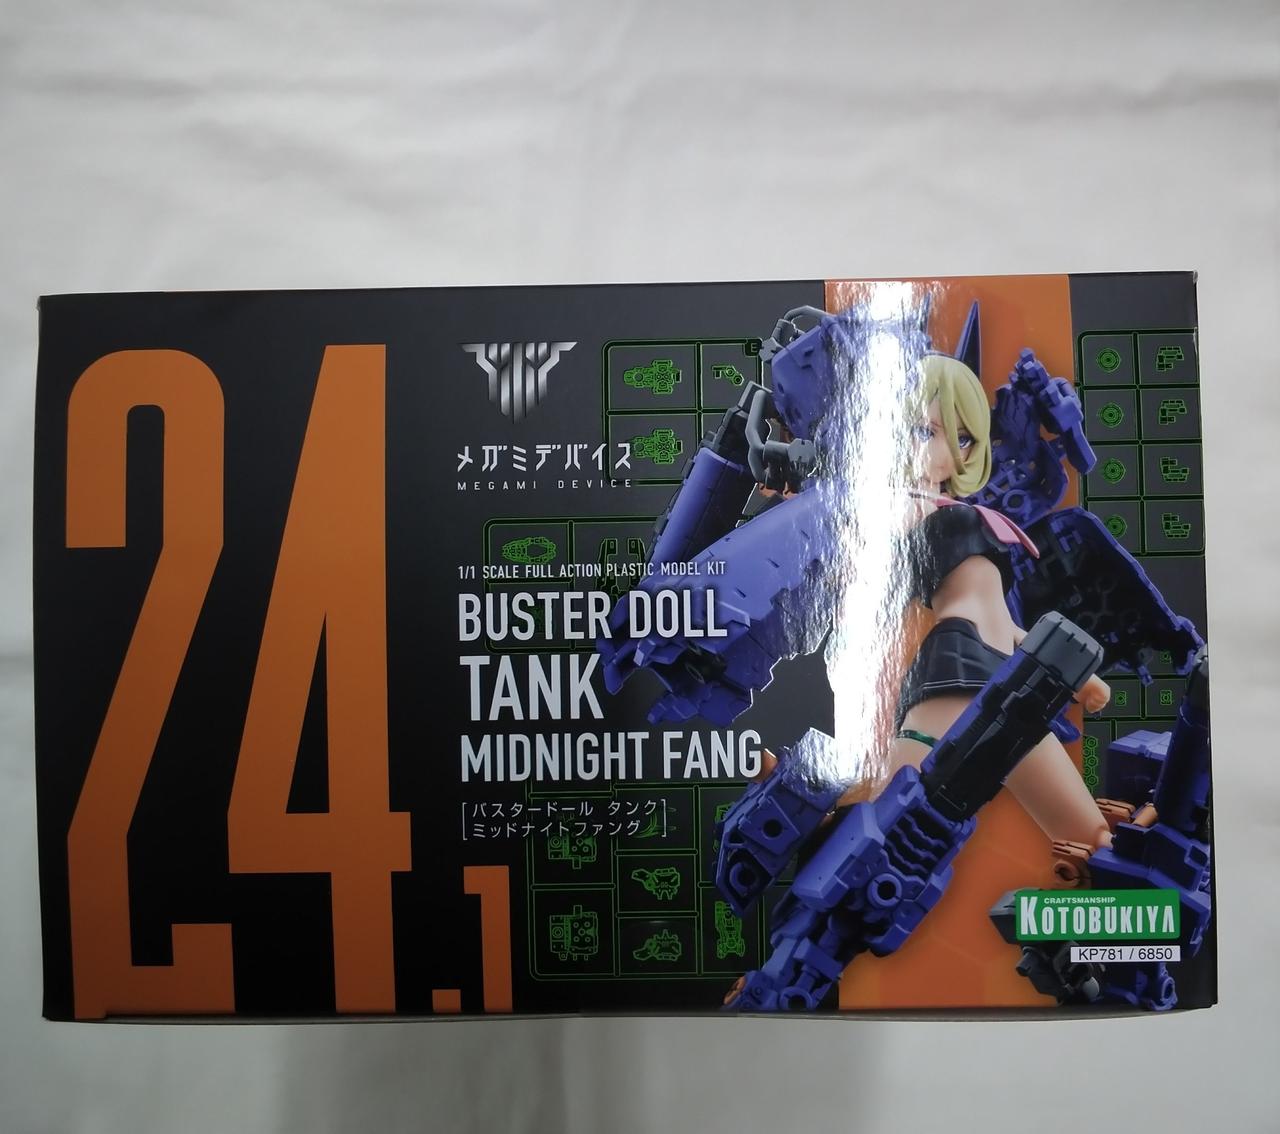 24.1
メガミデバイス
MEGAMI DEVICE
1/1 SCALE FULL ACTION PLASTIC MODEL KIT
BUSTER DOLL
TANK
MIDNIGHT FANG
[バスタードール タンク
ミッドナイトファング]
E
CRAFTSMANSHIP
KOTOBUKIYA
KP781 / 6850